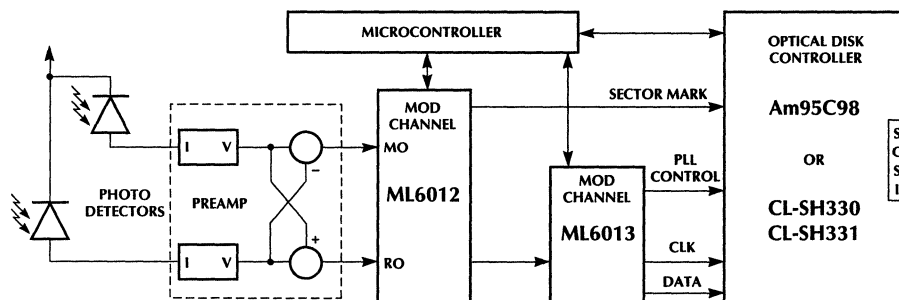 MICROCONTROLLER
OPTICAL DISK
CONTROLLER
Am95C98
OR
CL-SH330
CL-SH331
SECTOR MARK
MOD
CHANNEL
MO
ML6012
RO
PLL
CONTROL
MOD
CHANNEL
ML6013
CLK
DATA
PHOTO
DETECTORS
PREAMP
I V
I V
−
+
S
C
S
I